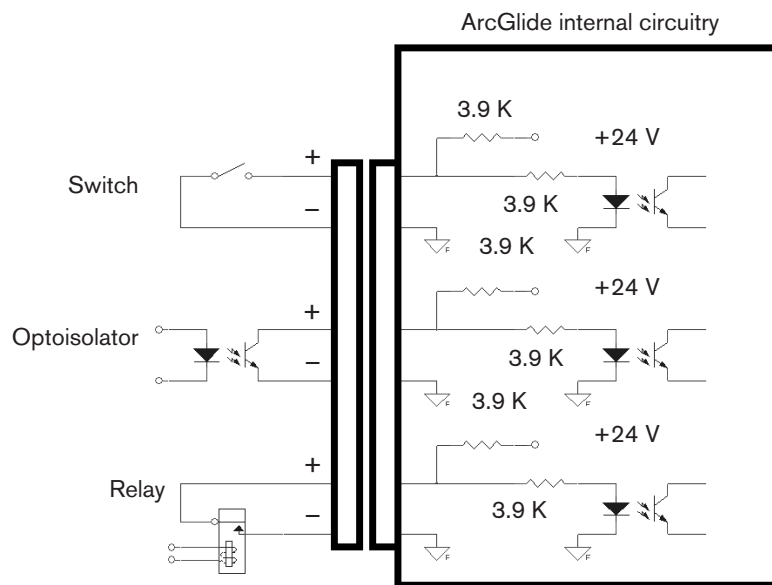 ArcGlide internal circuitry
3.9 K
+24 V
+
Switch
3.9 K
−
F
F
3.9 K
+24 V
+
Optoisolator
3.9 K
−
F
F
3.9 K
+24 V
+
Relay
3.9 K
−
F
F